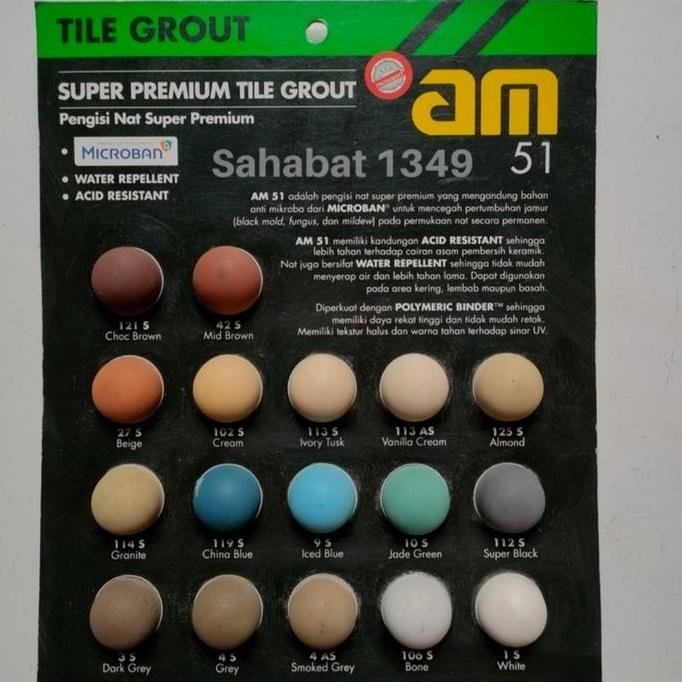 TILE GROUT
SUPER PREMIUM TILE GROUT
Pengisi Nat Super Premium
am
51
• MICROBAN
• WATER REPELLENT
• ACID RESISTANT
Sahabat 1349
AM 51 adalah pengisi nat super premium yang mengandung bahan
anti mikroba dari MICROBAN® untuk mencegah pertumbuhan jamur
(black mold, fungus, dan mildew) pada permukaan nat secara permanen.
AM 51 memiliki kandungan ACID RESISTANT sehingga
lebih tahan terhadap cairan asam pembersih keramik.
Nat juga bersifat WATER REPELLENT sehingga tidak mudah
menyerap air dan lebih tahan lama. Dapat digunakan
pada area kering, lembab maupun basah.
Diperkuat dengan POLYMERIC BINDER™ sehingga
memiliki daya rekat tinggi dan tidak mudah retak.
Memiliki tekstur halus dan warna tahan terhadap sinar UV.
121 S
Choc Brown
42 S
Mid Brown
27 S
Beige
102 S
Cream
113 S
Ivory Tusk
113 AS
Vanilla Cream
125 S
Almond
114 S
Granite
119 S
China Blue
9 S
Iced Blue
10 S
Jade Green
112 S
Super Black
3 S
Dark Grey
4 S
Grey
4 AS
Smoked Grey
106 S
Bone
1 S
White